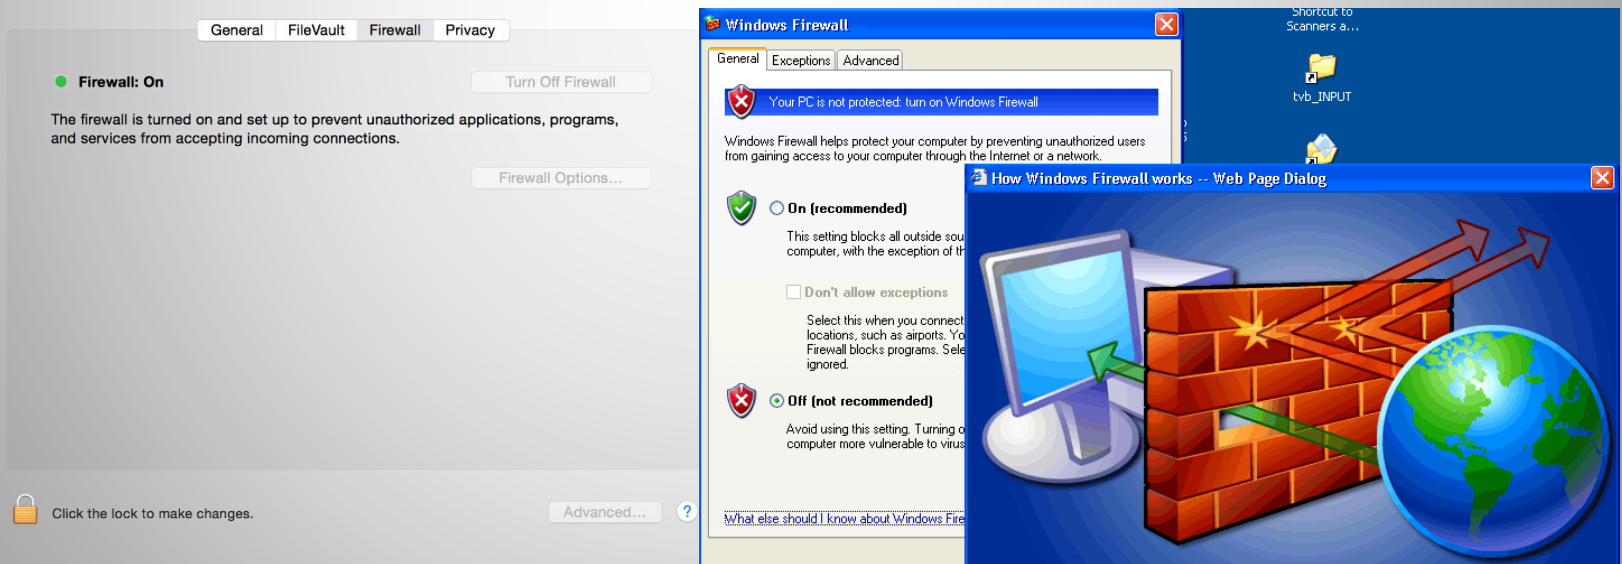 General FileVault Firewall Privacy
Firewall: On
Turn Off Firewall
The firewall is turned on and set up to prevent unauthorized applications, programs,
and services from accepting incoming connections.
Firewall Options...
Click the lock to make changes.
Advanced...
?
Windows Firewall
General Exceptions Advanced
Your PC is not protected: turn on Windows Firewall
Windows Firewall helps protect your computer by preventing unauthorized users
from gaining access to your computer through the Internet or a network.
On (recommended)
This setting blocks all outside sou
computer, with the exception of th
Don't allow exceptions
Select this when you connect
locations, such as airports. Yo
Firewall blocks programs. Sele
ignored.
Off (not recommended)
Avoid using this setting. Turning o
computer more vulnerable to virus
What else should I know about Windows Fire
Shortcut to
Scanners a...
tvb_INPUT
How Windows Firewall works -- Web Page Dialog